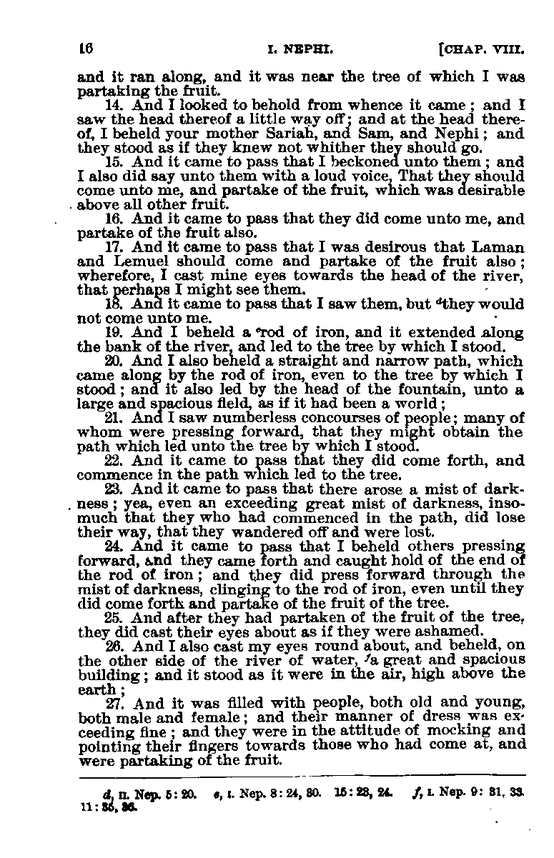 16 I. NEPHI. [CHAP. VIII.
and it ran along, and it was near the tree of which I was
partaking the fruit.
14. And I looked to behold from whence it came; and I
saw the head thereof a little way off; and at the head there-
of, I beheld your mother Sariah, and Sam, and Nephi; and
they stood as if they knew not whither they should go.
15. And it came to pass that I beckoned unto them; and
I also did say unto them with a loud voice, That they should
come unto me, and partake of the fruit, which was desirable
above all other fruit.
16. And it came to pass that they did come unto me, and
partake of the fruit also.
17. And it came to pass that I was desirous that Laman
and Lemuel should come and partake of the fruit also;
wherefore, I cast mine eyes towards the head of the river,
that perhaps I might see them.
18. And it came to pass that I saw them, but dthey would
not come unto me.
19. And I beheld a erod of iron, and it extended along
the bank of the river, and led to the tree by which I stood.
20. And I also beheld a straight and narrow path, which
came along by the rod of iron, even to the tree by which I
stood; and it also led by the head of the fountain, unto a
large and spacious field, as if it had been a world;
21. And I saw numberless concourses of people; many of
whom were pressing forward, that they might obtain the
path which led unto the tree by which I stood.
22. And it came to pass that they did come forth, and
commence in the path which led to the tree.
23. And it came to pass that there arose a mist of dark-
ness; yea, even an exceeding great mist of darkness, inso-
much that they who had commenced in the path, did lose
their way, that they wandered off and were lost.
24. And it came to pass that I beheld others pressing
forward, and they came forth and caught hold of the end of
the rod of iron; and they did press forward through the
mist of darkness, clinging to the rod of iron, even until they
did come forth and partake of the fruit of the tree.
25. And after they had partaken of the fruit of the tree,
they did cast their eyes about as if they were ashamed.
26. And I also cast my eyes round about, and beheld, on
the other side of the river of water, fa great and spacious
building; and it stood as it were in the air, high above the
earth;
27. And it was filled with people, both old and young,
both male and female; and their manner of dress was ex-
ceeding fine; and they were in the attitude of mocking and
pointing their fingers towards those who had come at, and
were partaking of the fruit.
d, II. Nep. 5: 20. e, I. Nep. 8: 24, 30. 15: 23, 24. f, I. Nep. 9: 31, 33.
11: 35, 36.